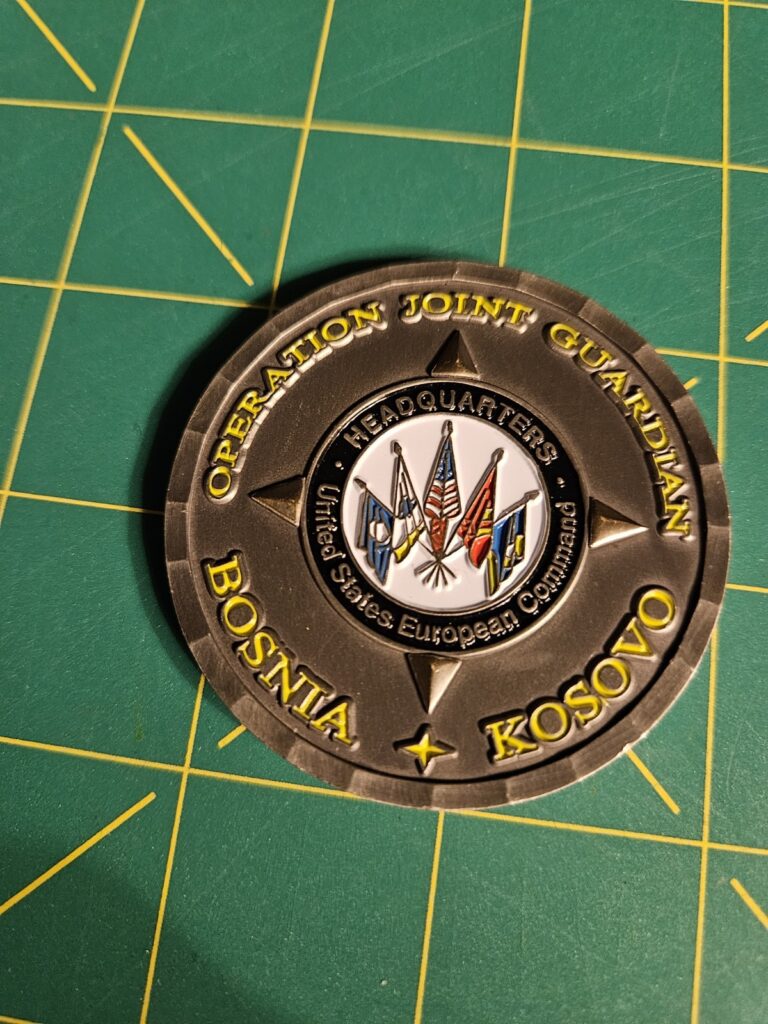 OPERATION JOINT GUARDIAN
HEADQUARTERS
United States European Command
BOSNIA
KOSOVO